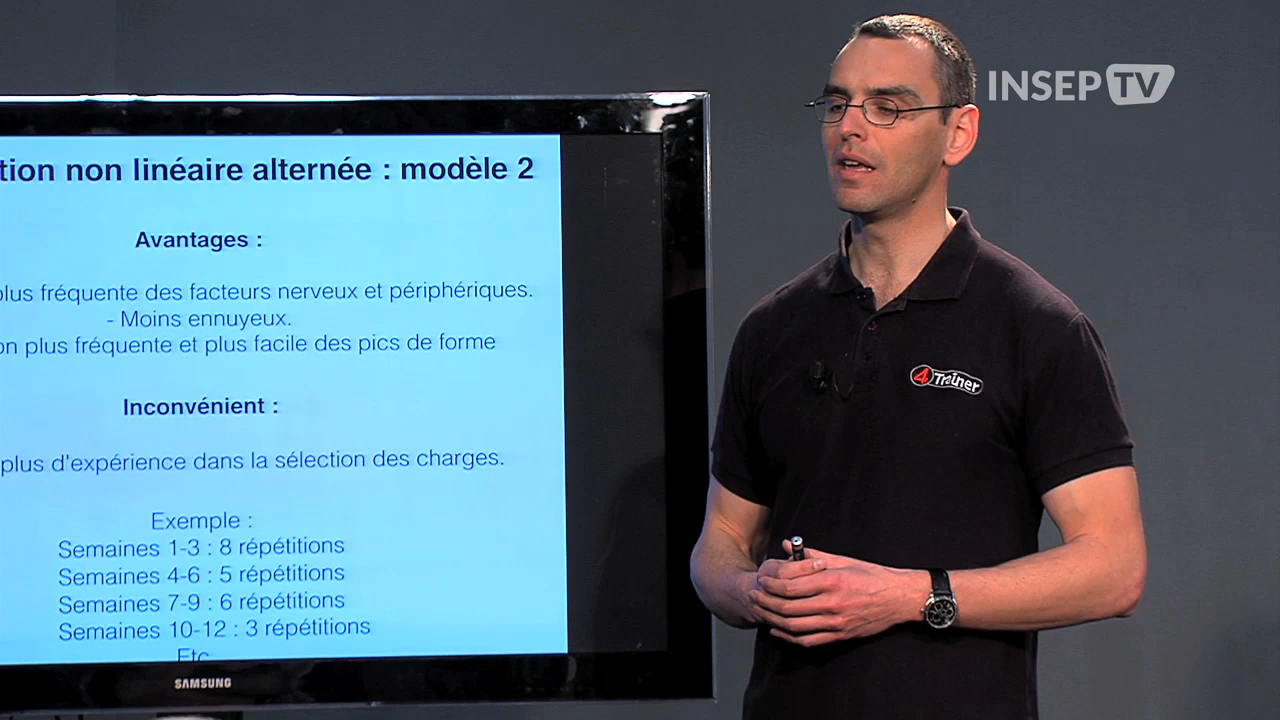 INSEP TV
tion non linéaire alternée : modèle 2
Avantages :
plus fréquente des facteurs nerveux et périphériques.
- Moins ennuyeux.
on plus fréquente et plus facile des pics de forme
Inconvénient :
plus d'expérience dans la sélection des charges.
Exemple :
Semaines 1-3 : 8 répétitions
Semaines 4-6 : 5 répétitions
Semaines 7-9 : 6 répétitions
Semaines 10-12 : 3 répétitions
Etc
SAMSUNG
4Trainer